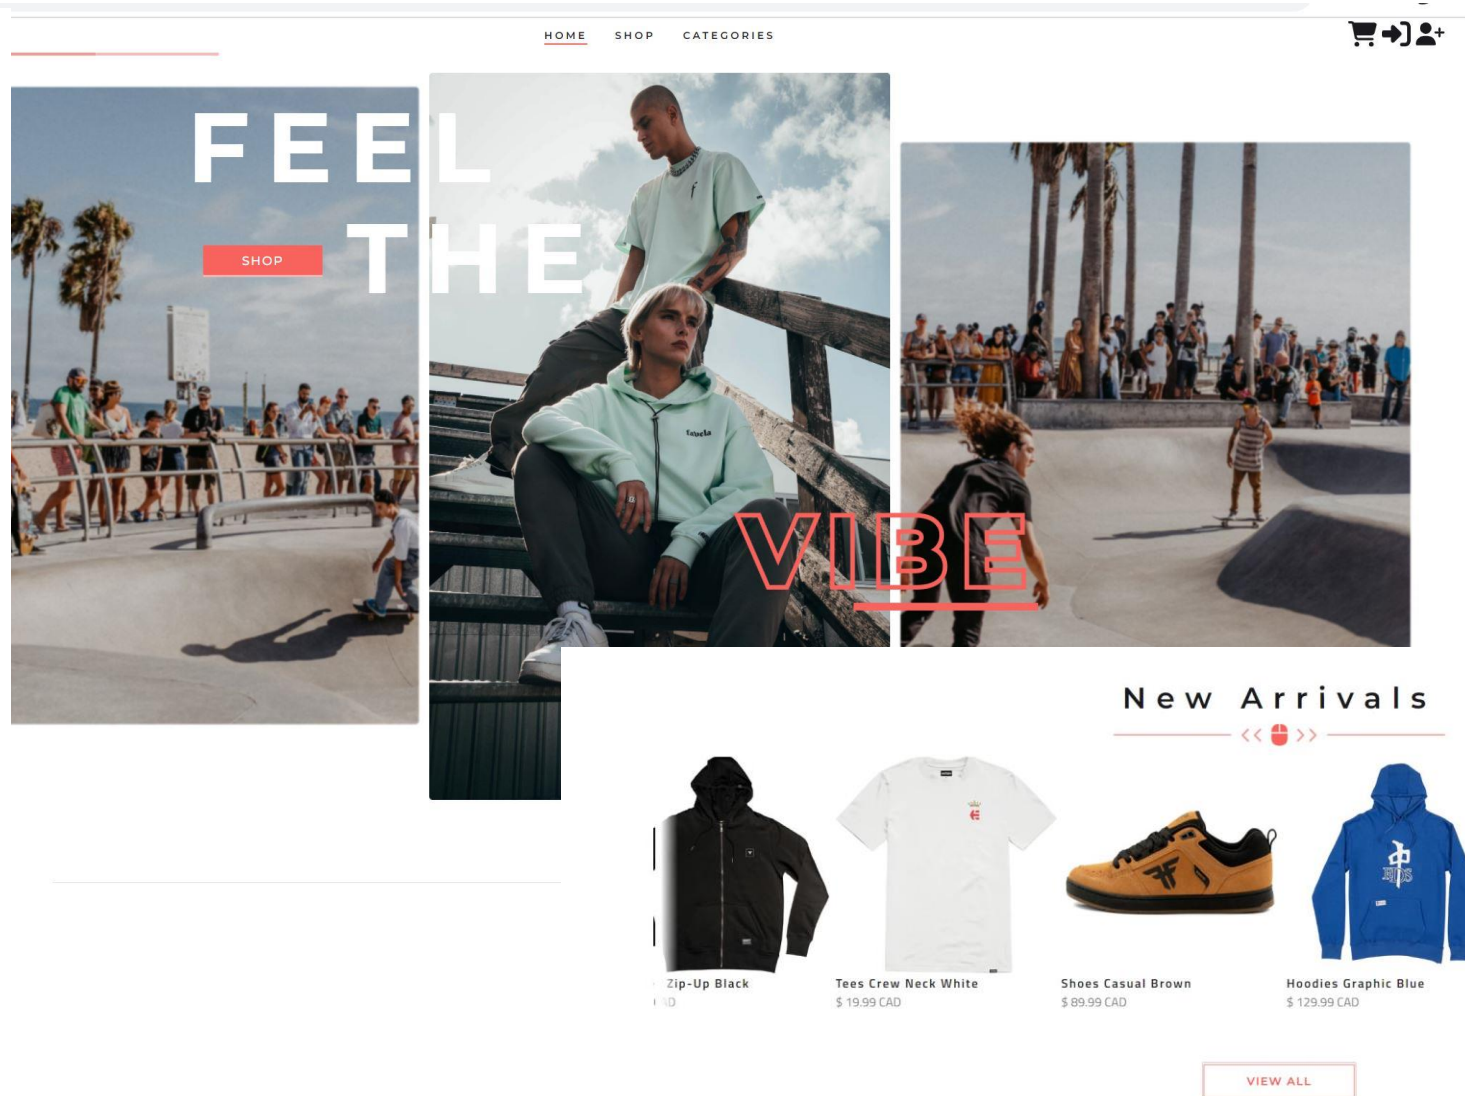 HOME SHOP CATEGORIES
FEEL
THE
SHOP
favela
VIBE
New Arrivals
<< >>
Zip-Up Black
Tees Crew Neck White
$ 19.99 CAD
Shoes Casual Brown
$ 89.99 CAD
Hoodies Graphic Blue
$ 129.99 CAD
VIEW ALL